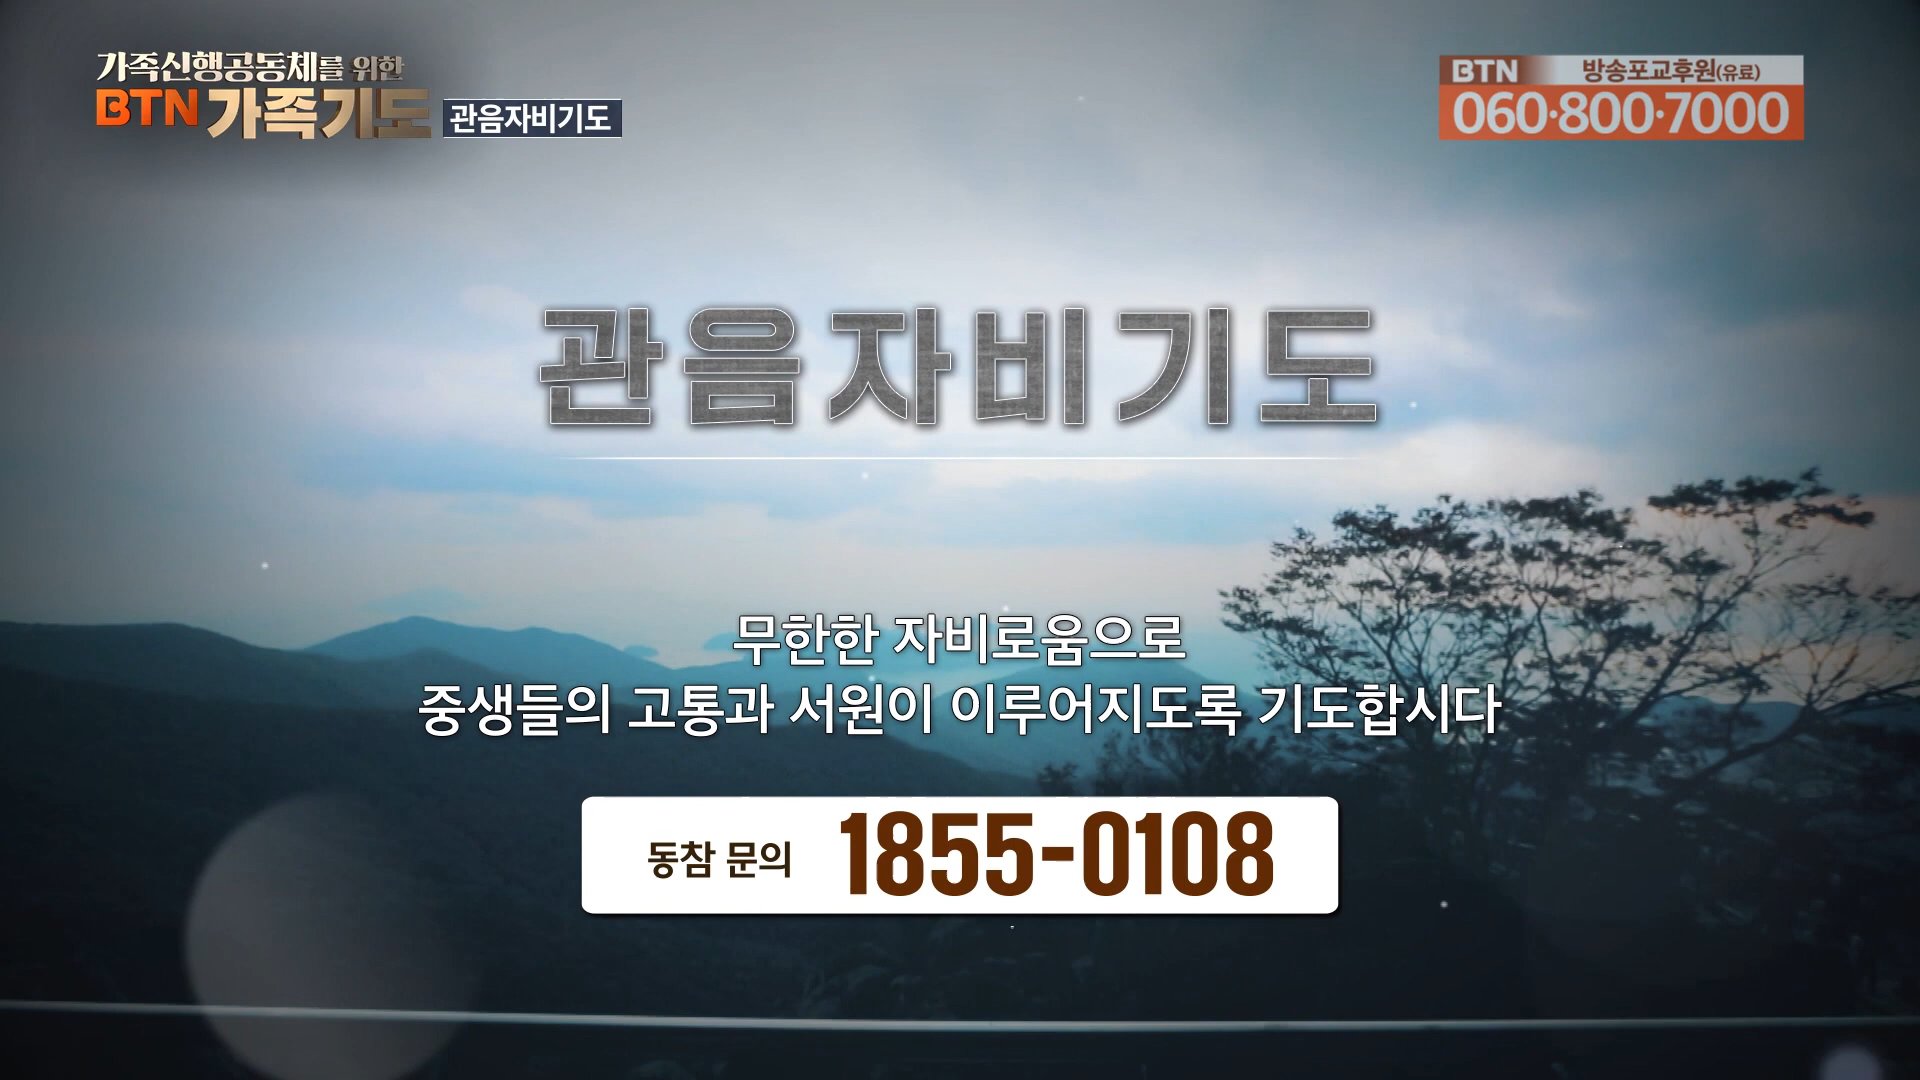 가족신행공동체를 위한
BTN 가족기도 관음자비기도
BTN 방송포교후원(유료)
060·800·7000
관음자비기도
무한한 자비로움으로
중생들의 고통과 서원이 이루어지도록 기도합시다
동참 문의 1855-0108